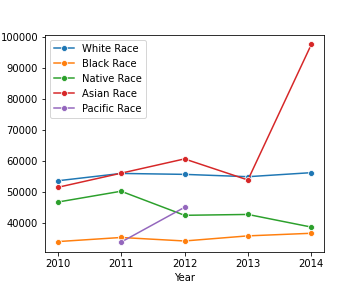 100000
90000
80000
70000
60000
50000
40000
White Race
Black Race
Native Race
Asian Race
Pacific Race
2010 2011 2012 2013 2014
Year